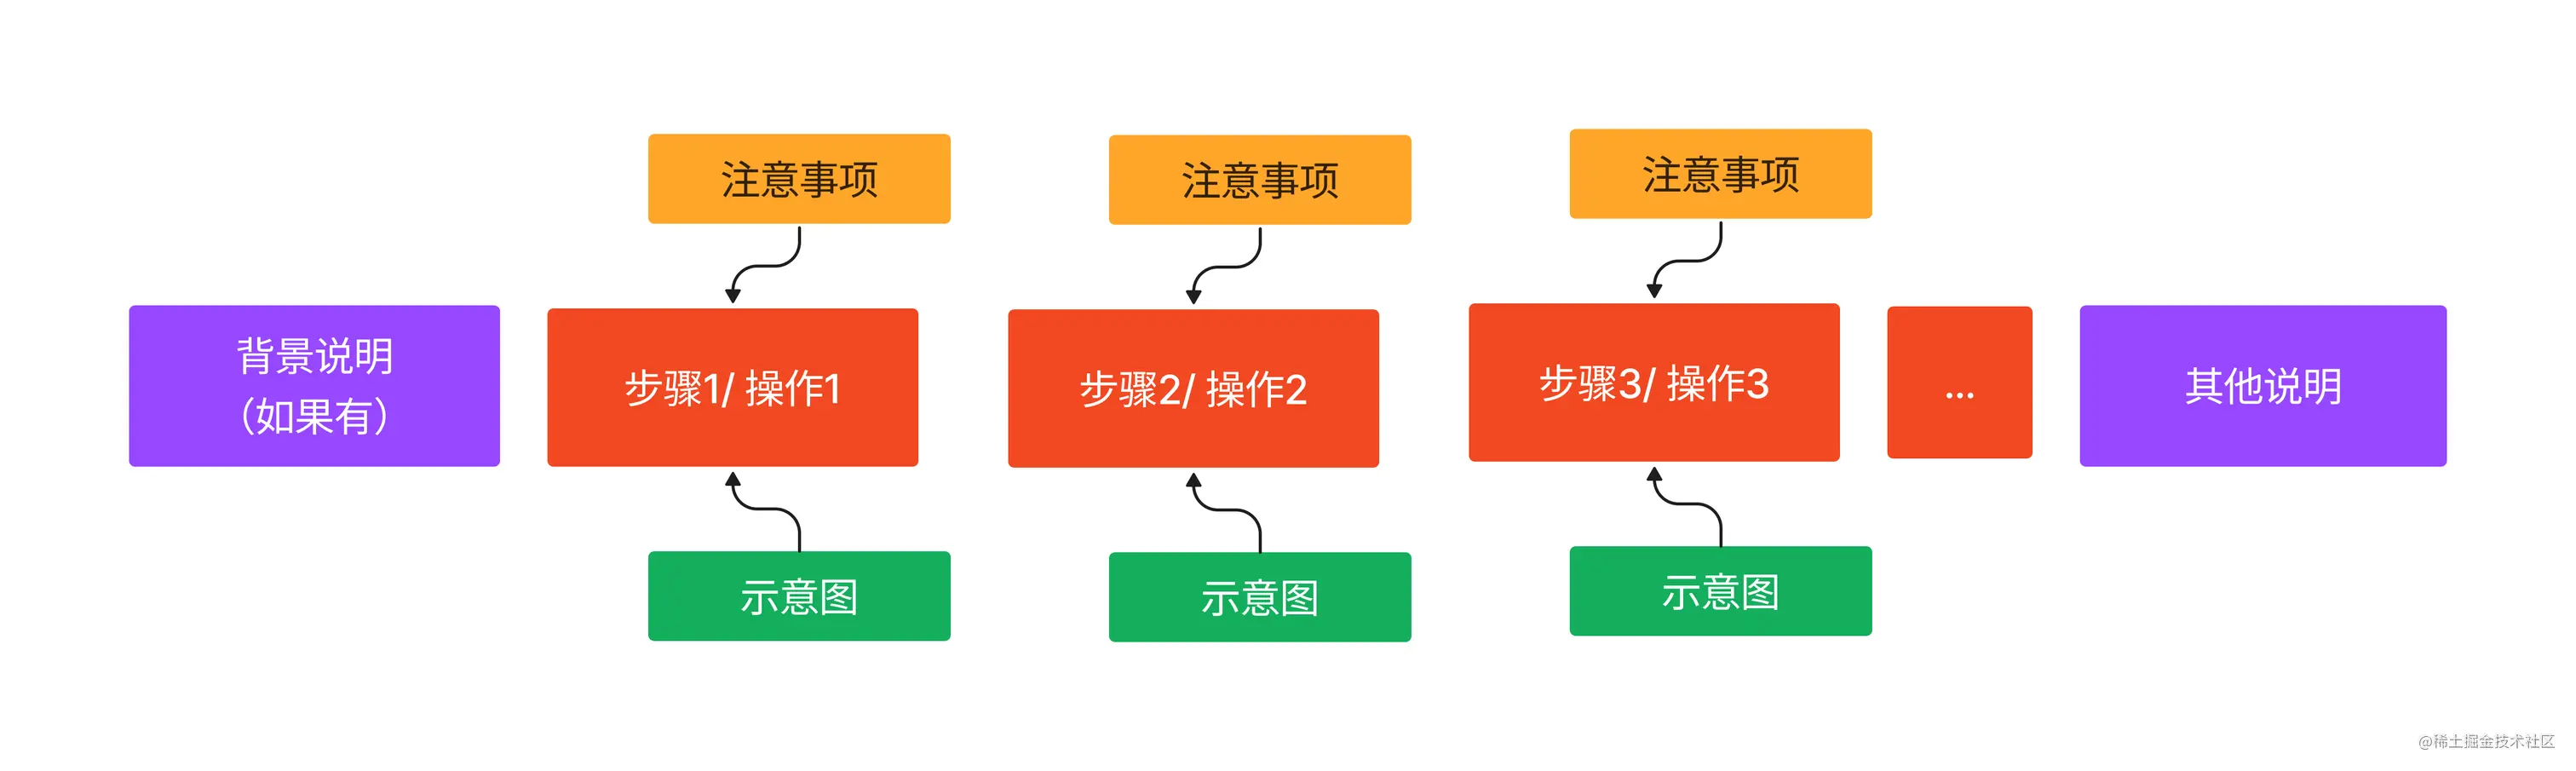 注意事项
注意事项
注意事项
背景说明
（如果有）
步骤1/ 操作1
步骤2/ 操作2
步骤3/ 操作3
...
其他说明
示意图
示意图
示意图
@稀土掘金技术社区